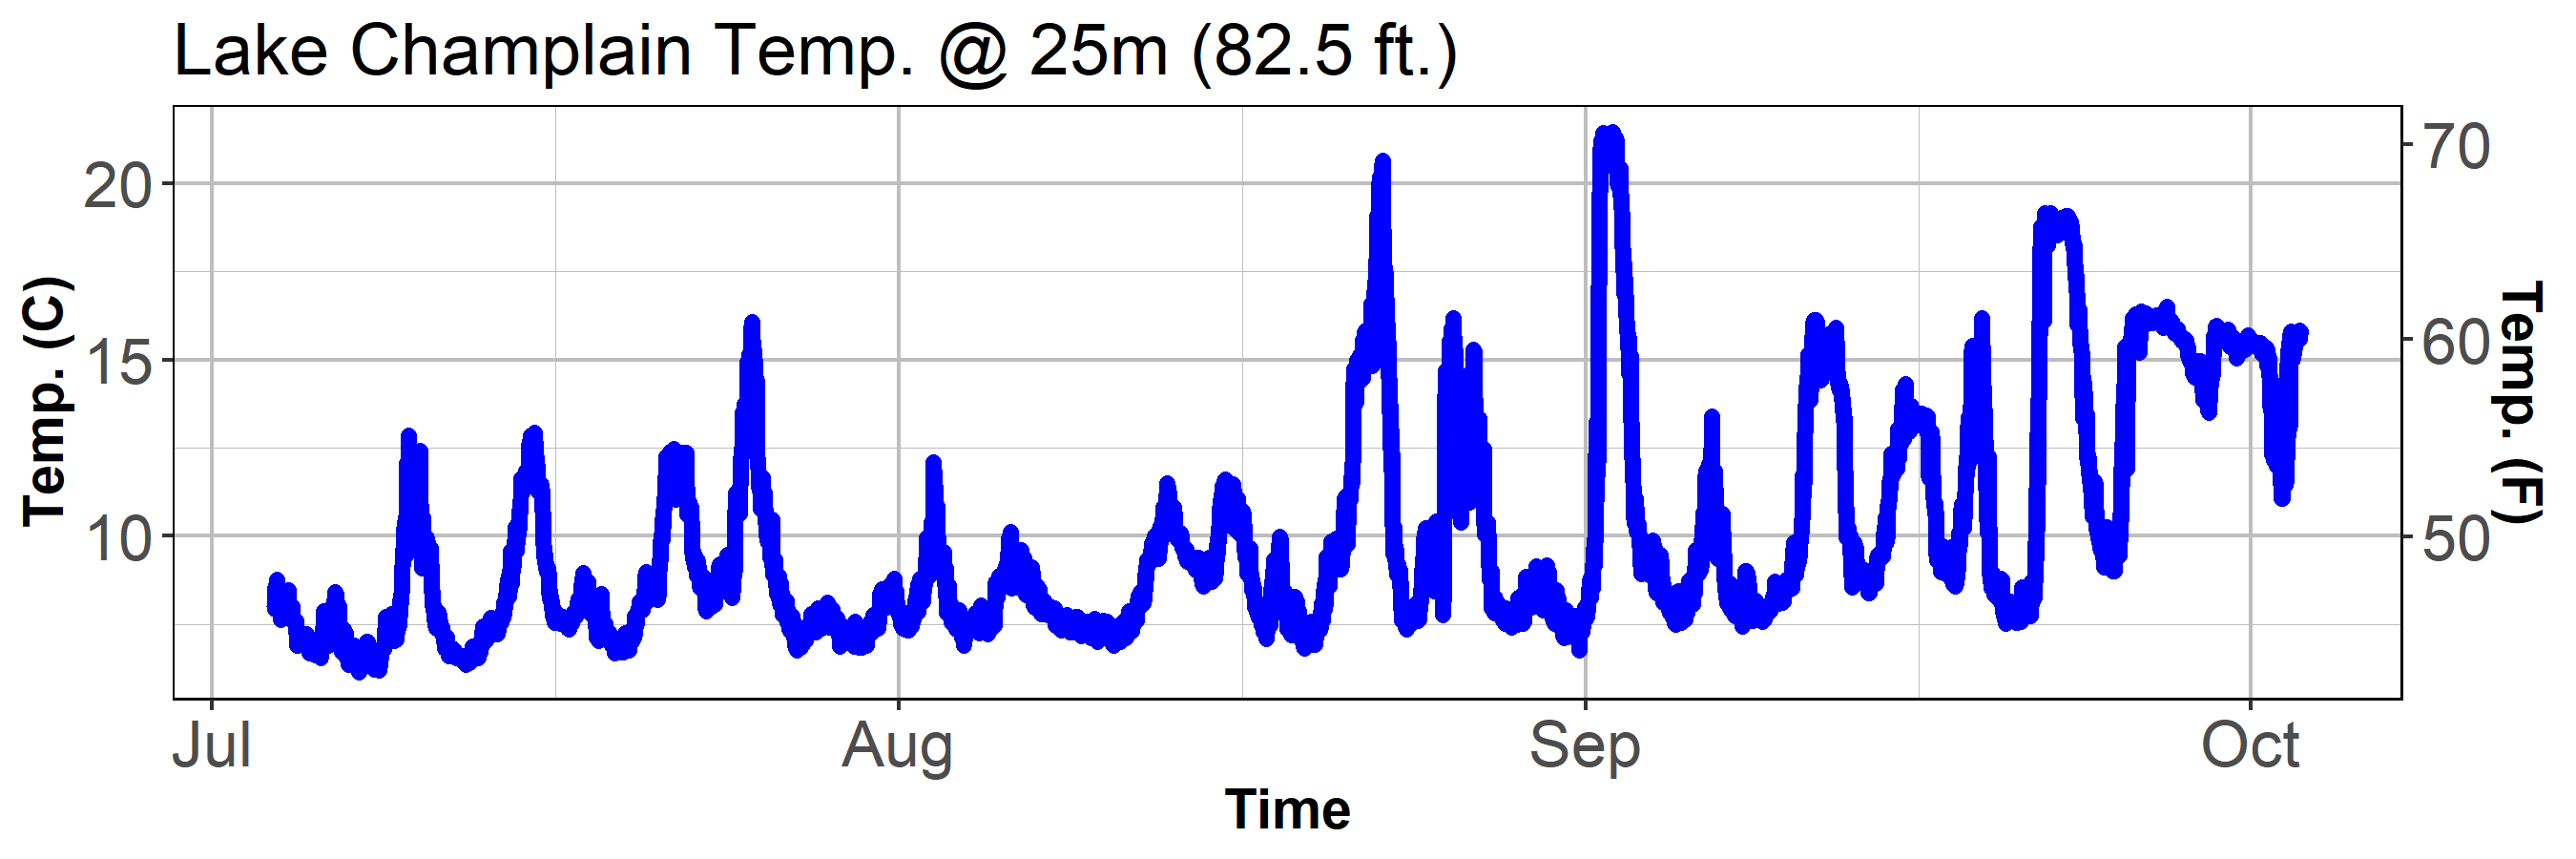 Lake Champlain Temp. @ 25m (82.5 ft.)
Temp. (C)
20
15
10
70
60
50
Temp. (F)
Jul Aug Sep Oct
Time